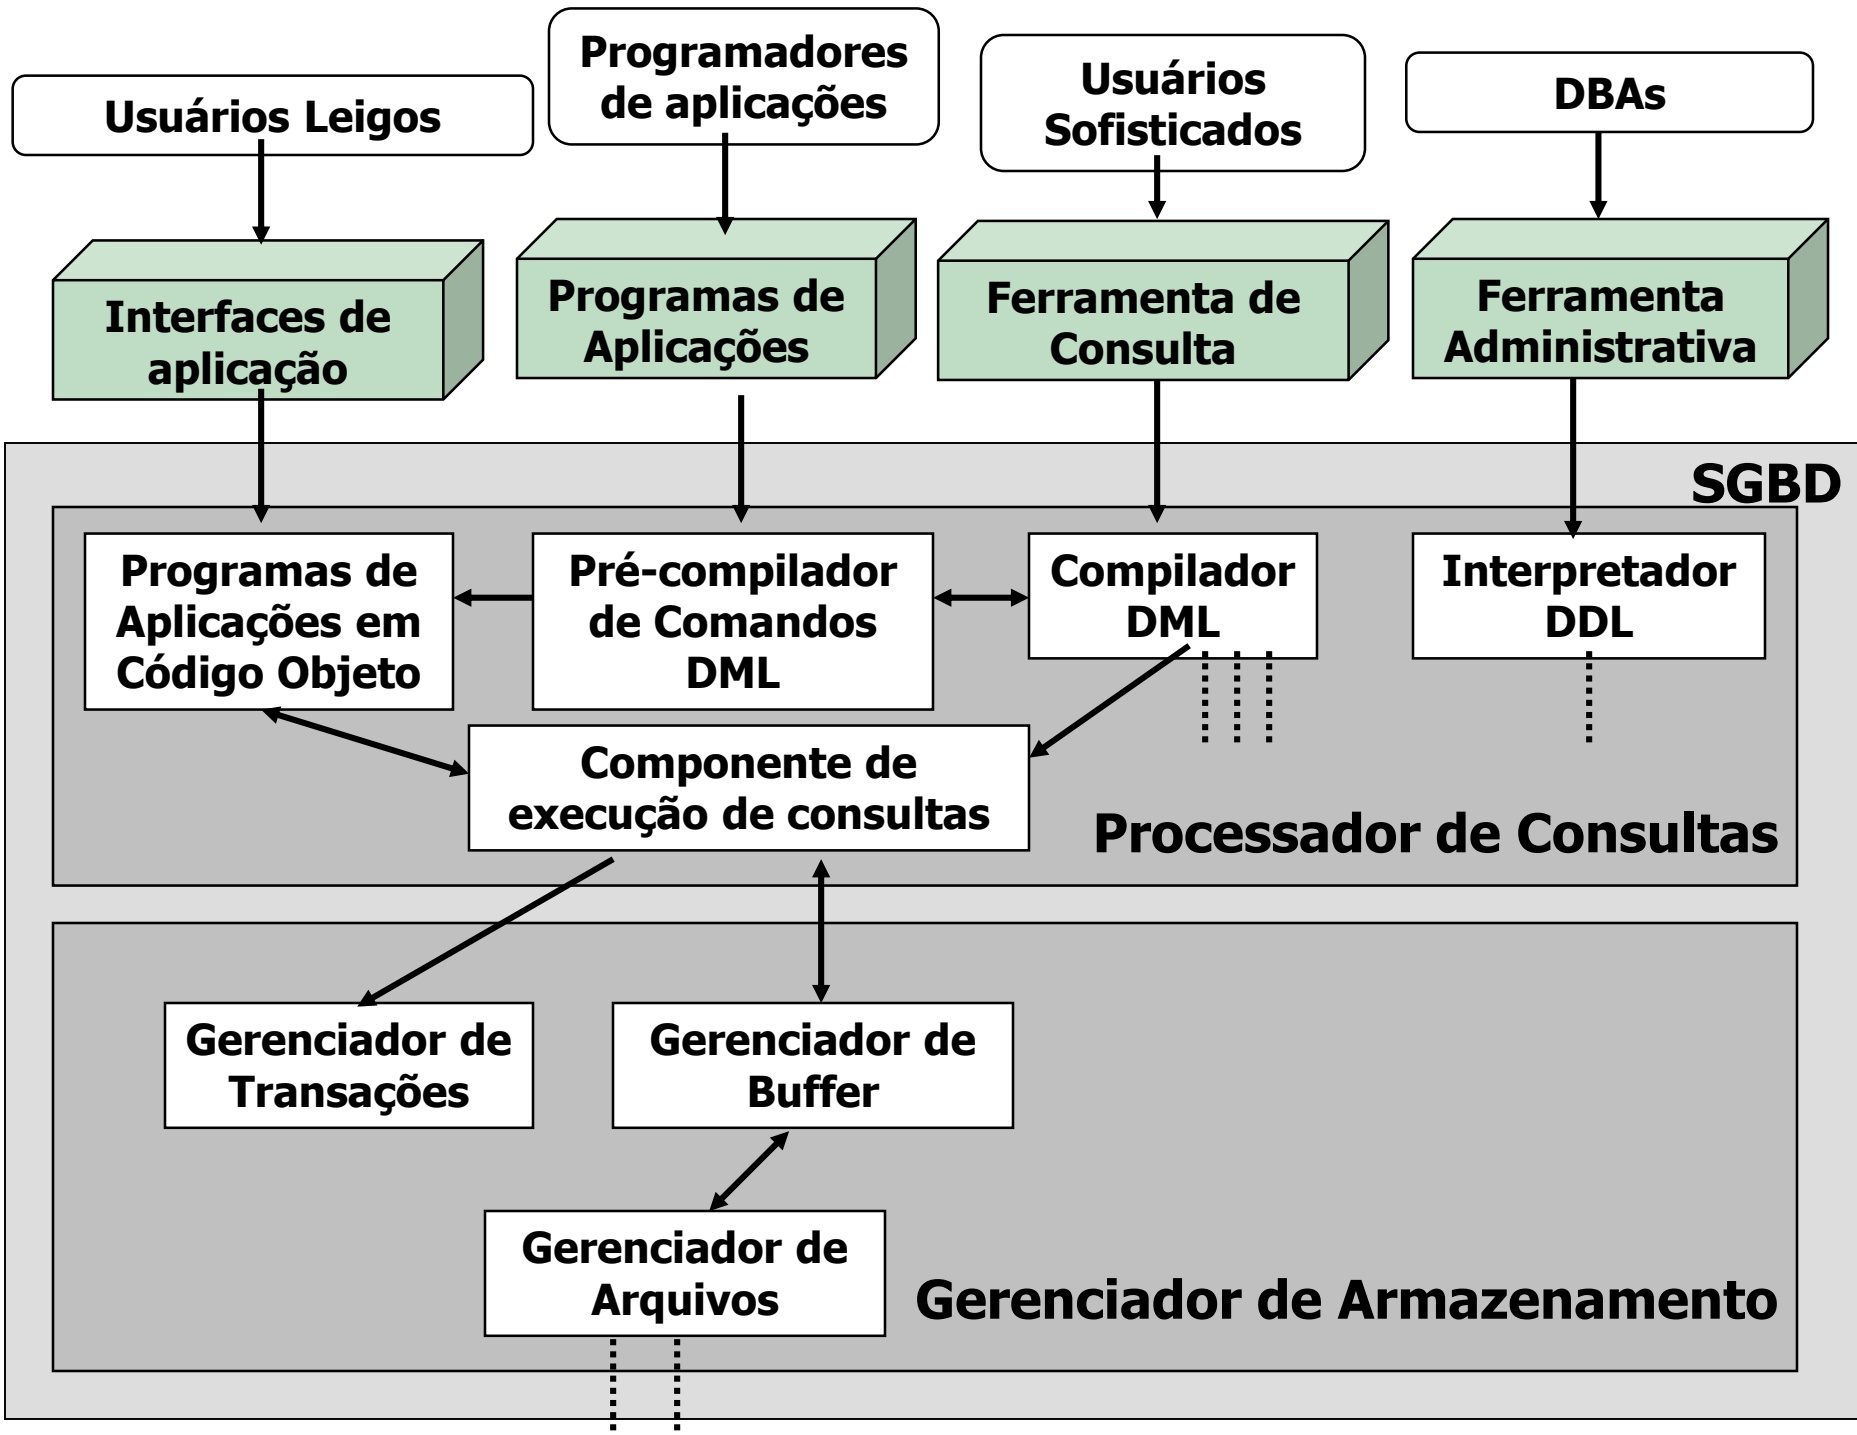 Usuários Leigos
Programadores
de aplicações
Usuários
Sofisticados
DBAs
Interfaces de
aplicação
Programas de
Aplicações
Ferramenta de
Consulta
Ferramenta
Administrativa
SGBD
Programas de
Aplicações em
Código Objeto
Pré-compilador
de Comandos
DML
Compilador
DML
Interpretador
DDL
Componente de
execução de consultas
Processador de Consultas
Gerenciador de
Transações
Gerenciador de
Buffer
Gerenciador de
Arquivos
Gerenciador de Armazenamento